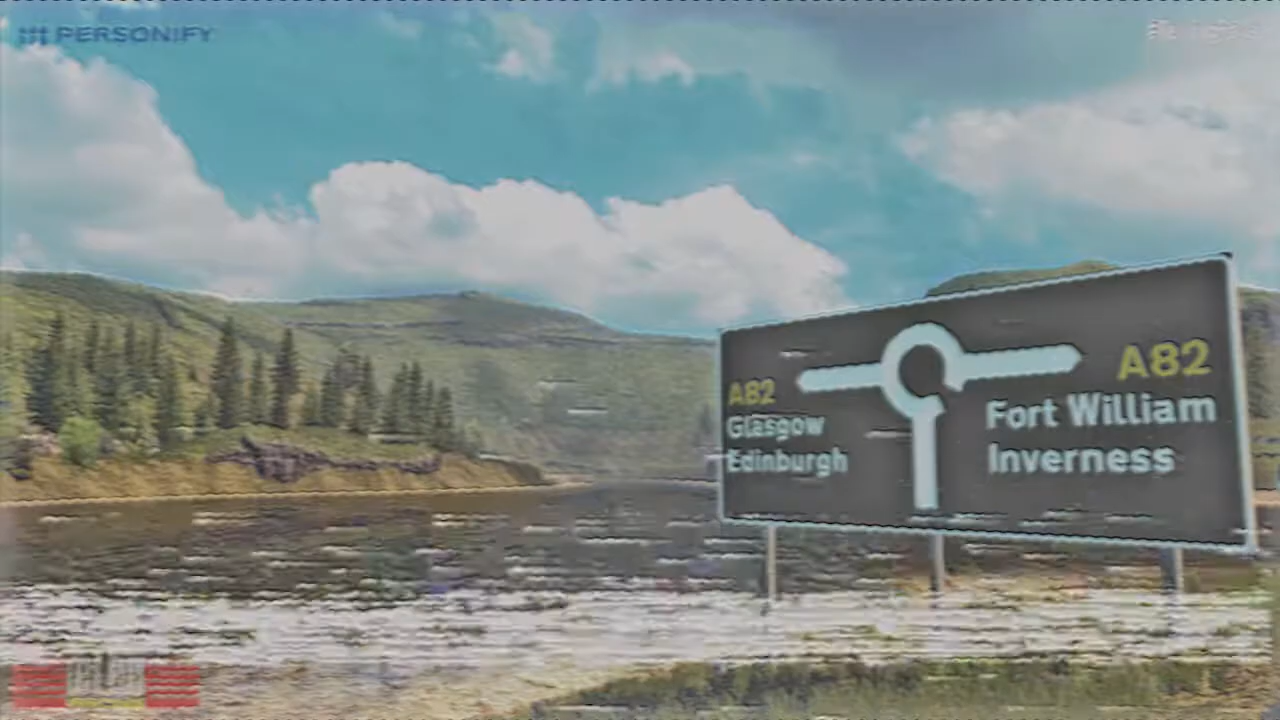 PERSONIFY
A82
Glasgow
Edinburgh
A82
Fort William
Inverness